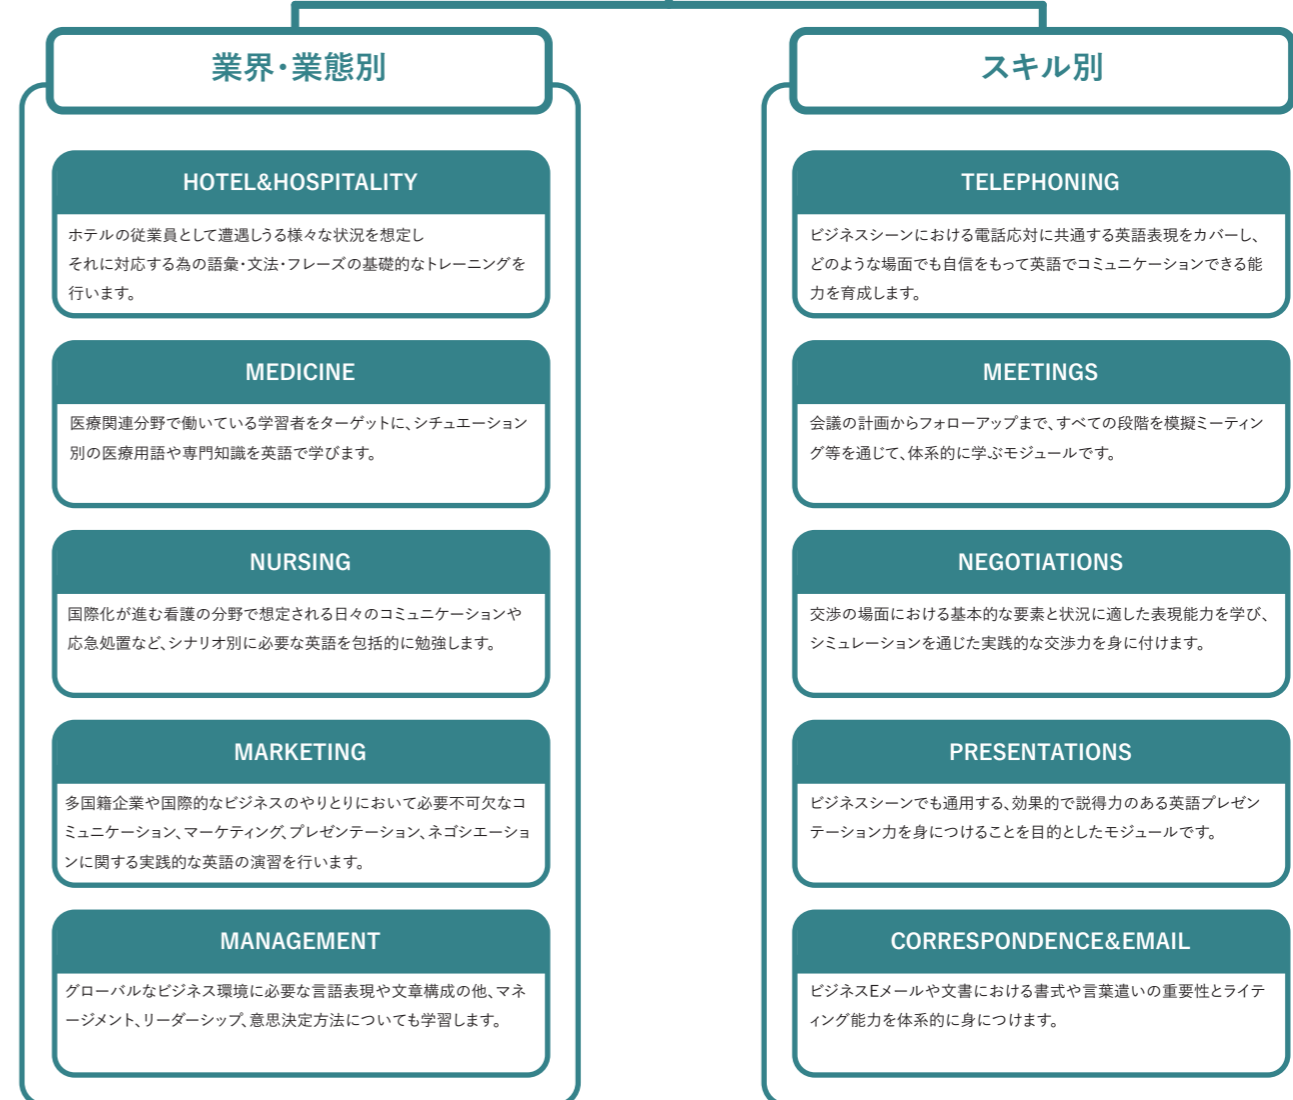 業界・業態別
HOTEL&HOSPITALITY
ホテルの従業員として遭遇しうる様々な状況を想定し
それに対応する為の語彙・文法・フレーズの基礎的なトレーニングを
行います。
MEDICINE
医療関連分野で働いている学習者をターゲットに、シチュエーション
別の医療用語や専門知識を英語で学びます。
NURSING
国際化が進む看護の分野で想定される日々のコミュニケーションや
応急処置など、シナリオ別に必要な英語を包括的に勉強します。
MARKETING
多国籍企業や国際的なビジネスのやりとりにおいて必要不可欠なコ
ミュニケーション、マーケティング、プレゼンテーション、ネゴシエーショ
ンに関する実践的な英語の演習を行います。
MANAGEMENT
グローバルなビジネス環境に必要な言語表現や文章構成の他、マネ
ージメント、リーダーシップ、意思決定方法についても学習します。
スキル別
TELEPHONING
ビジネスシーンにおける電話応対に共通する英語表現をカバーし、
どのような場面でも自信をもって英語でコミュニケーションできる能
力を育成します。
MEETINGS
会議の計画からフォローアップまで、すべての段階を模擬ミーティン
グ等を通じて、体系的に学ぶモジュールです。
NEGOTIATIONS
交渉の場面における基本的な要素と状況に適した表現能力を学び、
シミュレーションを通じた実践的な交渉力を身に付けます。
PRESENTATIONS
ビジネスシーンでも通用する、効果的で説得力のある英語プレゼン
テーション力を身につけることを目的としたモジュールです。
CORRESPONDENCE&EMAIL
ビジネスEメールや文書における書式や言葉遣いの重要性とライテ
ィング能力を体系的に身につけます。